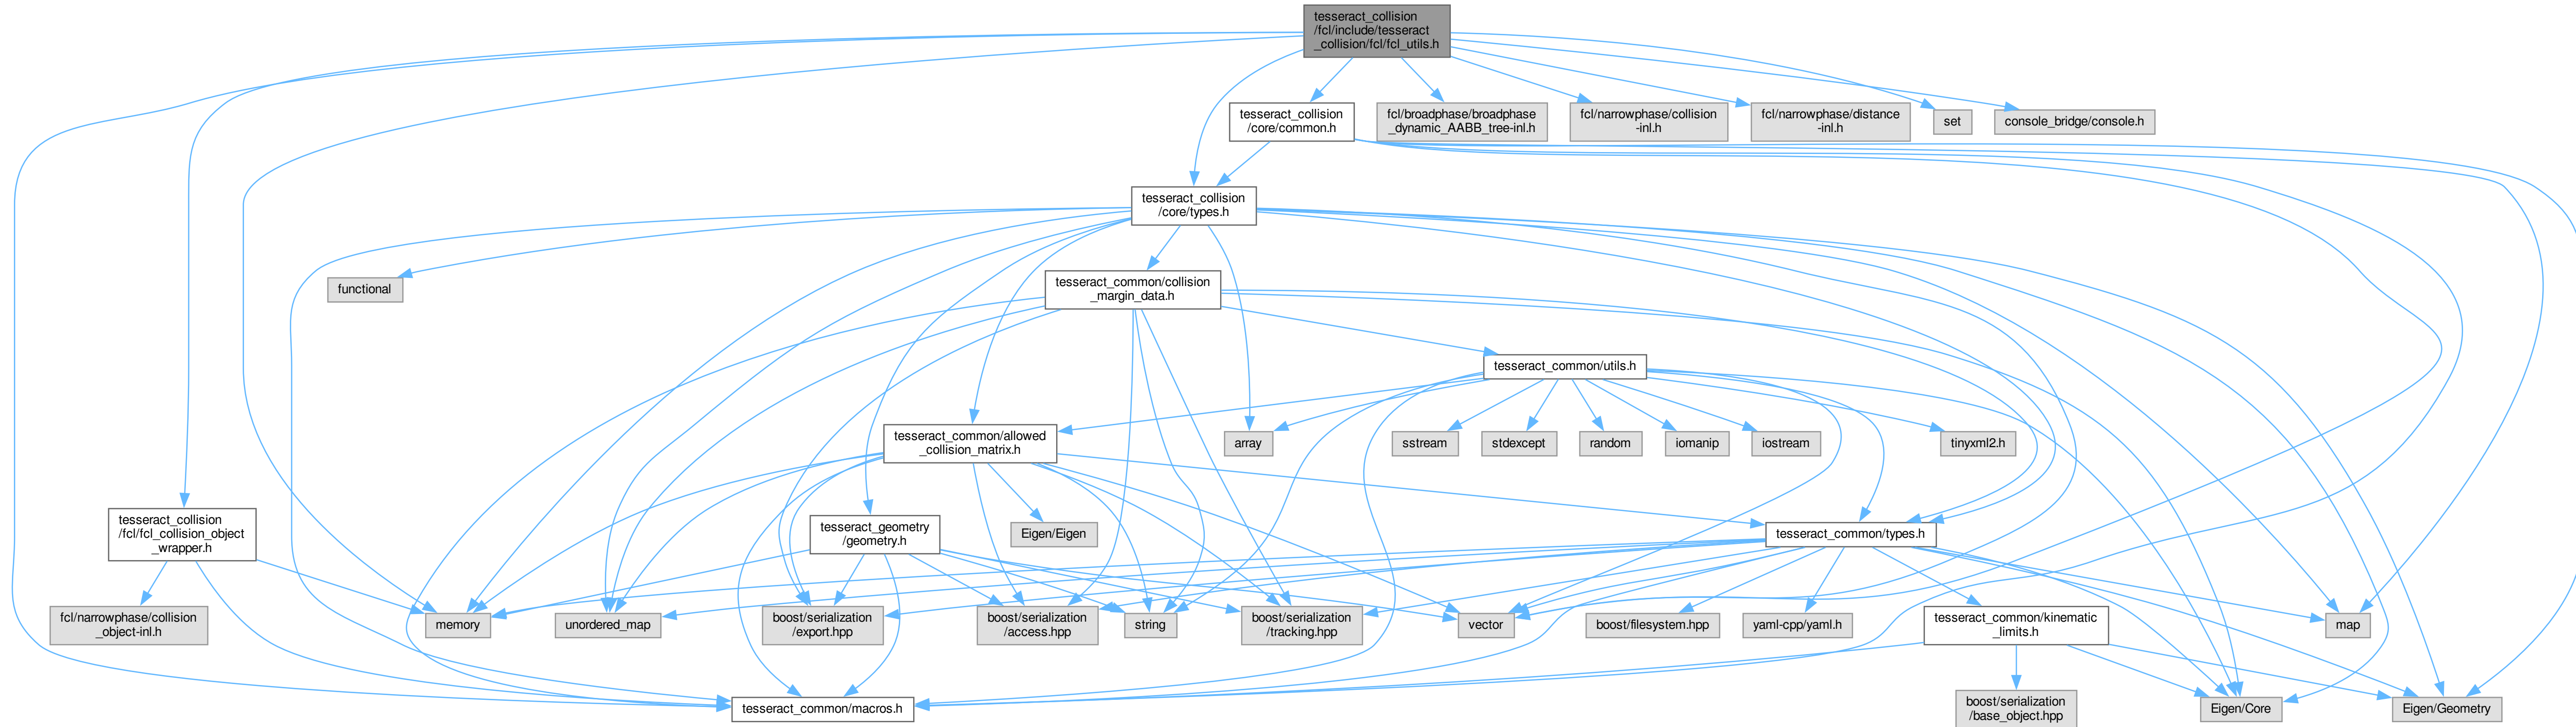 tesseract_collision
/fcl/include/tesseract
_collision/fcl/fcl_utils.h
tesseract_collision
/core/common.h
fcl/broadphase/broadphase
_dynamic_AABB_tree-inl.h
fcl/narrowphase/collision
-inl.h
fcl/narrowphase/distance
-inl.h
set
console_bridge/console.h
tesseract_collision
/core/types.h
functional
tesseract_common/collision
_margin_data.h
tesseract_common/utils.h
tesseract_common/allowed
_collision_matrix.h
array
sstream
stdexcept
random
iomanip
iostream
tinyxml2.h
tesseract_collision
/fcl/fcl_collision_object
_wrapper.h
tesseract_geometry
/geometry.h
Eigen/Eigen
tesseract_common/types.h
fcl/narrowphase/collision
_object-inl.h
memory
unordered_map
boost/serialization
/export.hpp
boost/serialization
/access.hpp
string
boost/serialization
/tracking.hpp
vector
boost/filesystem.hpp
yaml-cpp/yaml.h
tesseract_common/kinematic
_limits.h
map
tesseract_common/macros.h
boost/serialization
/base_object.hpp
Eigen/Core
Eigen/Geometry